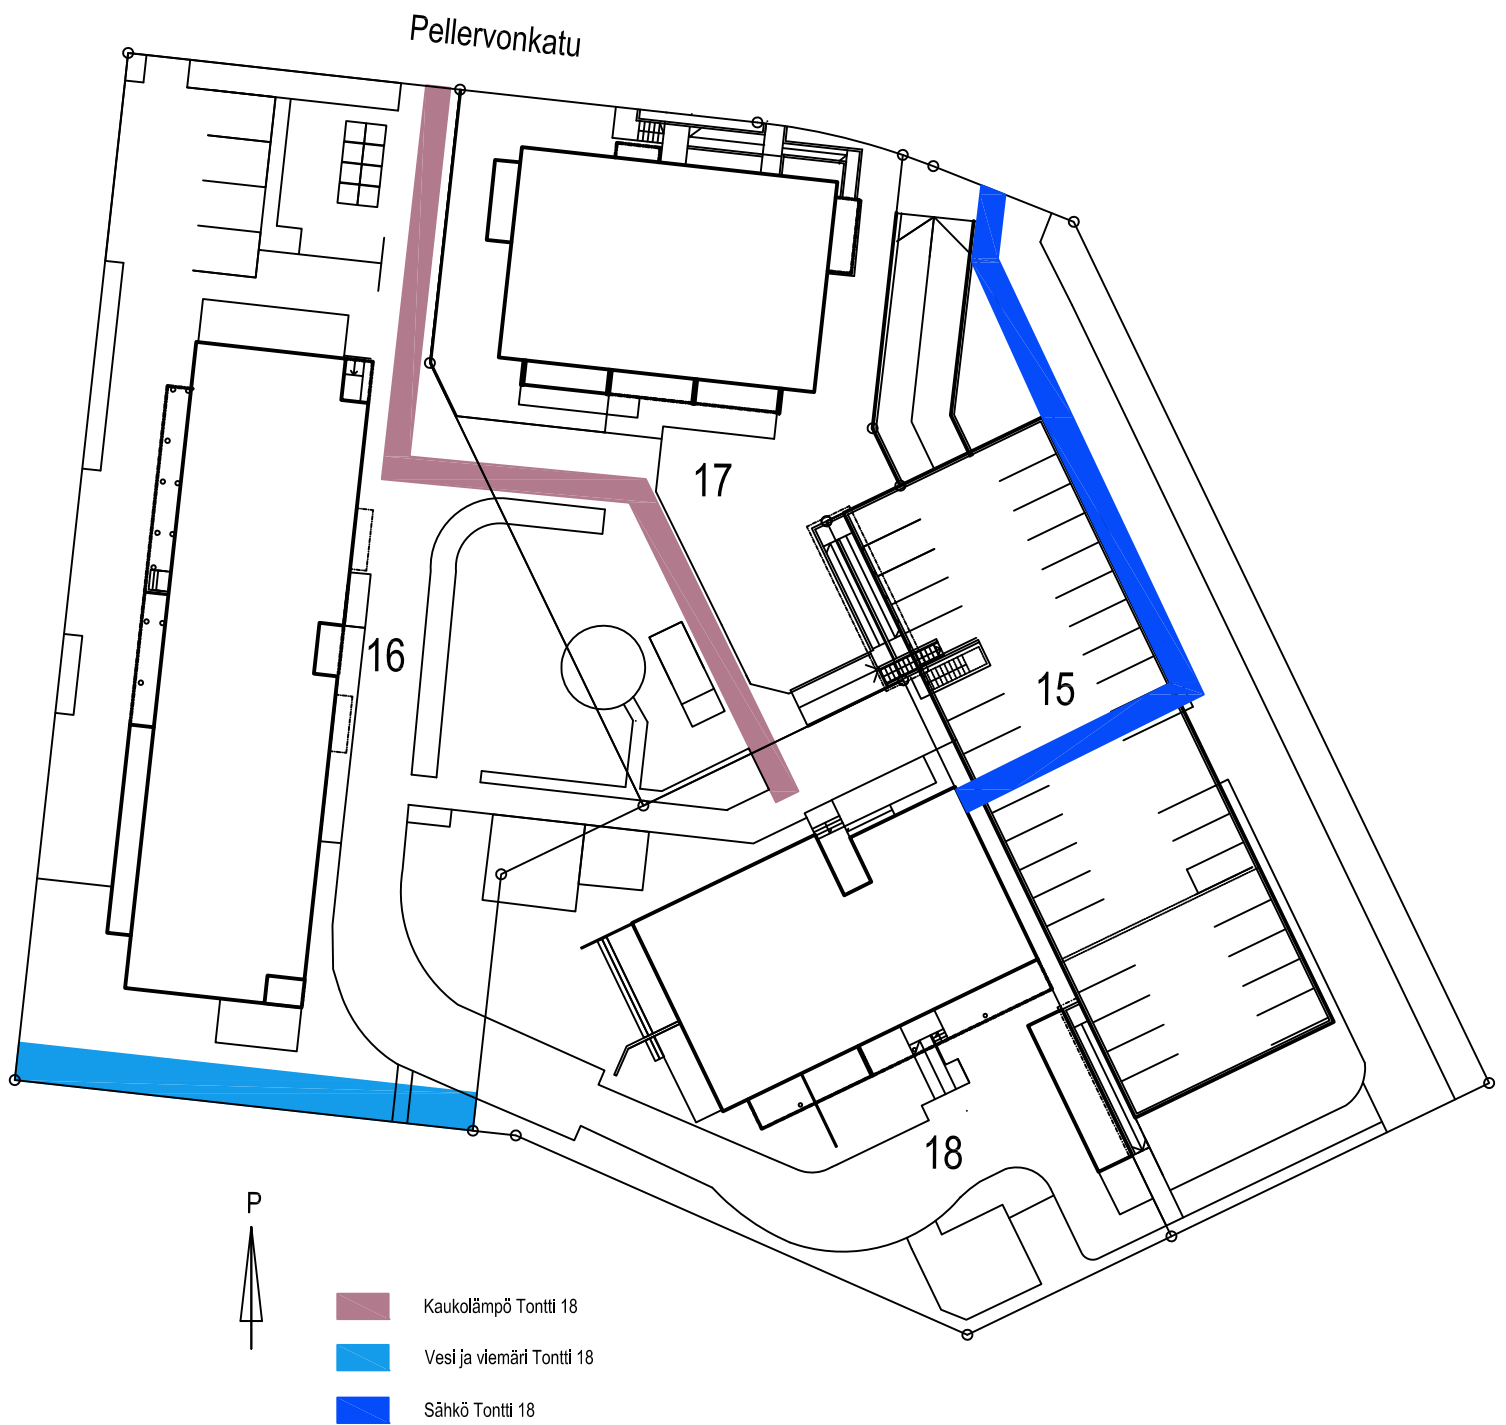 Pellervonkatu
17
16
15
18
P
Kaukolämpö Tontti 18
Vesi ja viemäri Tontti 18
Sähkö Tontti 18